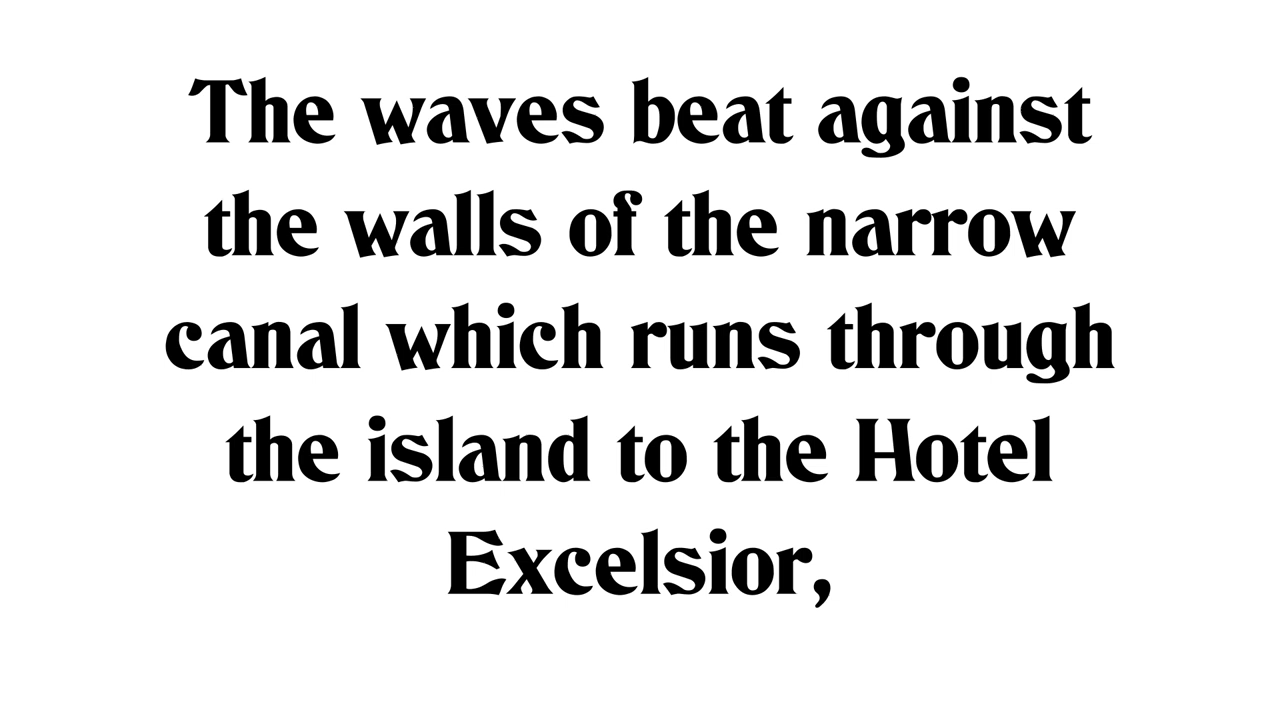 The waves beat against
the walls of the narrow
canal which runs through
the island to the Hotel
Excelsior,